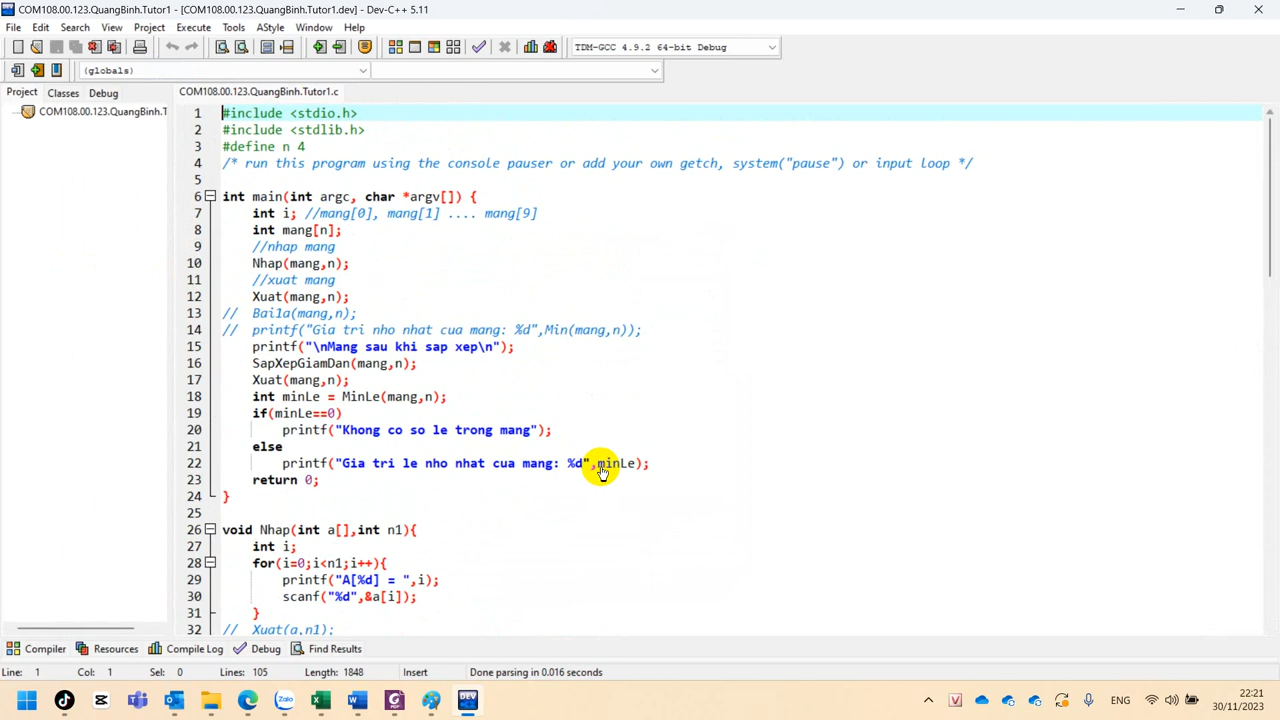 COM108.00.123.QuangBinh.Tutor1 - [COM108.00.123.QuangBinh.Tutor1.dev] - Dev-C++ 5.11
File Edit Search View Project Execute Tools AStyle Window Help
TDM-GCC 4.9.2 64-bit Debug
(globals)
Project Classes Debug
COM108.00.123.QuangBinh.Tutor1.c
COM108.00.123.QuangBinh.T
1 #include <stdio.h>
2 #include <stdlib.h>
3 #define n 4
4 /* run this program using the console pauser or add your own getch, system("pause") or input loop */
5
6 int main(int argc, char *argv[]) {
7 int i; //mang[0], mang[1] .... mang[9]
8 int mang[n];
9 //nhap mang
10 Nhap(mang,n);
11 //xuat mang
12 Xuat(mang,n);
13 // Bai1a(mang,n);
14 // printf("Gia tri nho nhat cua mang: %d",Min(mang,n));
15 printf("\nMang sau khi sap xep\n");
16 SapXepGiamDan(mang,n);
17 Xuat(mang,n);
18 int minLe = MinLe(mang,n);
19 if(minLe==0)
20 printf("Khong co so le trong mang");
21 else
22 printf("Gia tri le nho nhat cua mang: %d",minLe);
23 return 0;
24 }
25
26 void Nhap(int a[],int n1){
27 int i;
28 for(i=0;i<n1;i++){
29 printf("A[%d] = ",i);
30 scanf("%d",&a[i]);
31 }
32 // Xuat(a,n1);
Compiler Resources Compile Log Debug Find Results
Line: 1 Col: 1 Sel: 0 Lines: 105 Length: 1848 Insert Done parsing in 0.016 seconds
ENG
22:21
30/11/2023